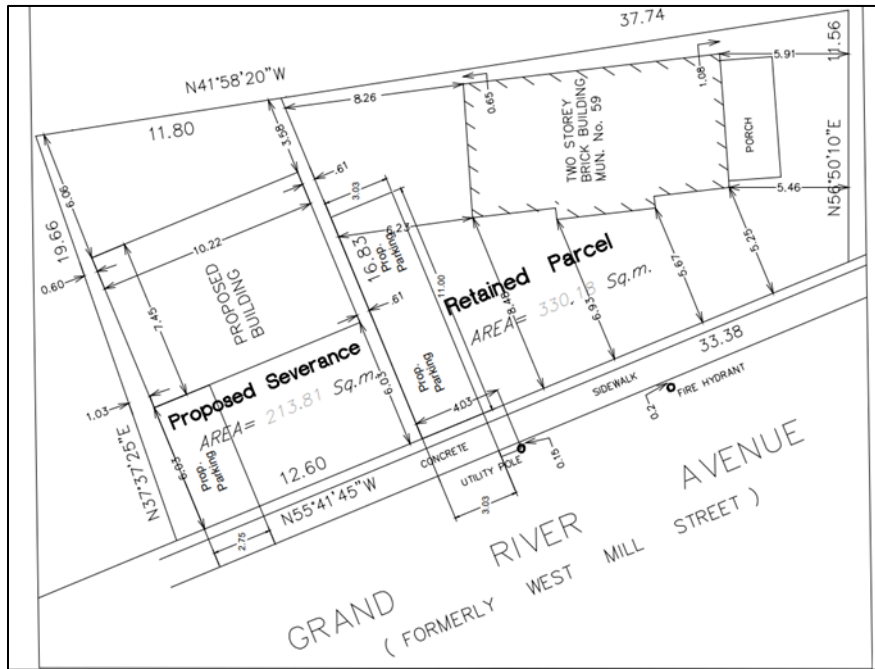 37.74
N41°58'20"W
11.80
8.26
0.65
1.08
5.91
11.56
3.58
.61
3.03
TWO STOREY
BRICK BUILDING
MUN. No. 59
PORCH
N56°50'10"E
5.46
6.06
19.66
0.60
10.22
PROPOSED
BUILDING
7.45
16.83
Prop.
Parking
11.00
.61
Retained Parcel
AREA= 330.18 Sq.m.
8.48
6.93
5.67
5.25
33.38
Proposed Severance
AREA= 213.81 Sq.m.
6.03
Prop.
Parking
4.03
SIDEWALK
FIRE HYDRANT
0.2
1.03
N37°37'25"E
6.03
Prop.
Parking
12.60
CONCRETE
UTILITY POLE
0.15
N55°41'45"W
2.75
3.03
GRAND RIVER AVENUE
( FORMERLY WEST MILL STREET )